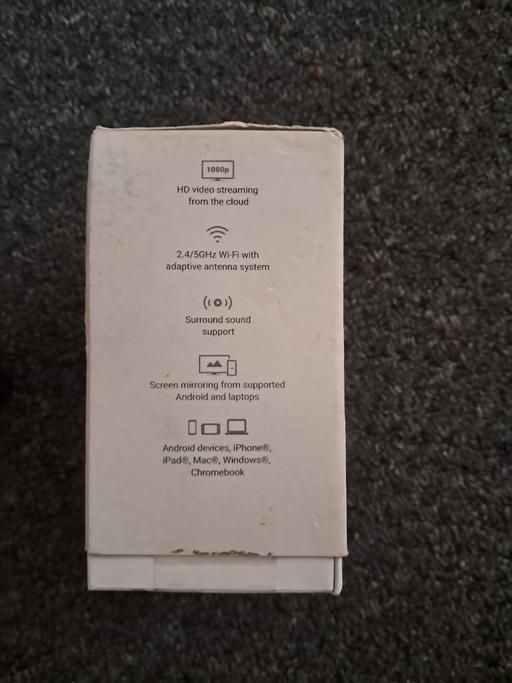 1080p
HD video streaming
from the cloud
2.4/5GHz Wi-Fi with
adaptive antenna system
Surround sound
support
Screen mirroring from supported
Android and laptops
Android devices, iPhone®,
iPad®, Mac®, Windows®,
Chromebook